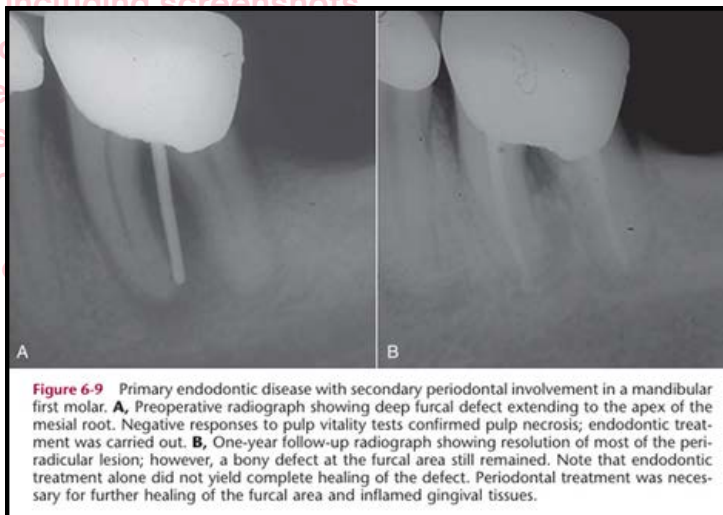 including screenshots
A
B
Figure 6-9 Primary endodontic disease with secondary periodontal involvement in a mandibular
first molar. A, Preoperative radiograph showing deep furcal defect extending to the apex of the
mesial root. Negative responses to pulp vitality tests confirmed pulp necrosis; endodontic treat-
ment was carried out. B, One-year follow-up radiograph showing resolution of most of the peri-
radicular lesion; however, a bony defect at the furcal area still remained. Note that endodontic
treatment alone did not yield complete healing of the defect. Periodontal treatment was neces-
sary for further healing of the furcal area and inflamed gingival tissues.